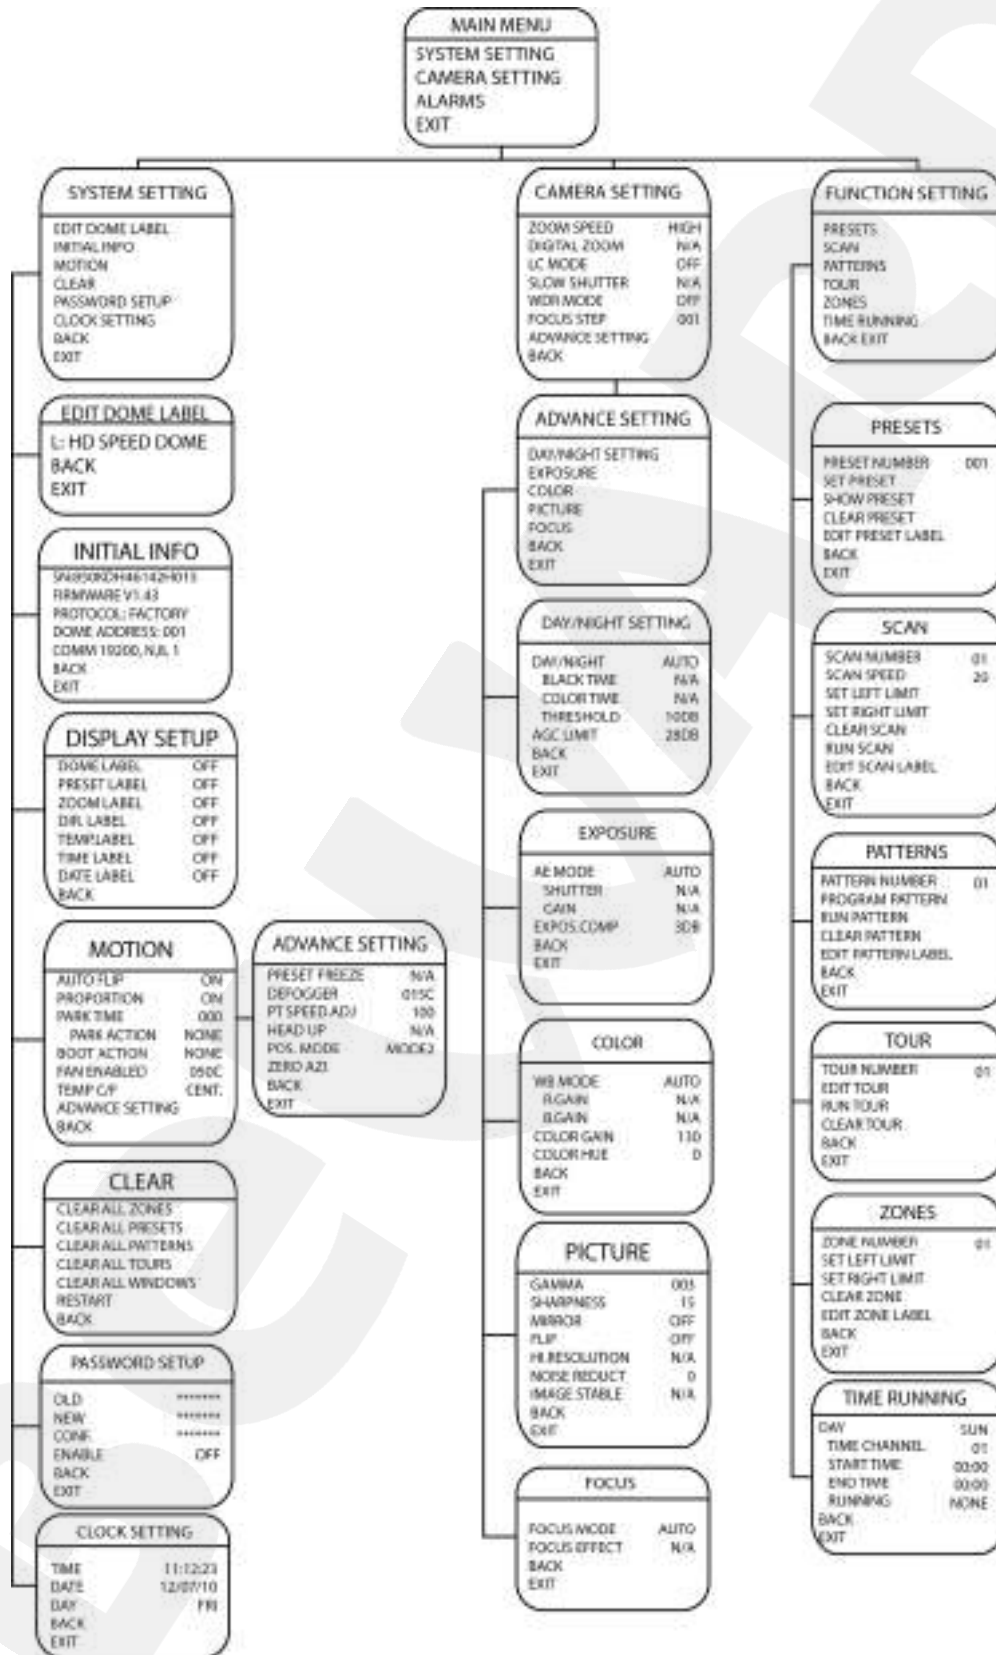 MAIN MENU
SYSTEM SETTING
CAMERA SETTING
ALARMS
EXIT
SYSTEM SETTING
EDIT DOME LABEL
INITIAL INFO
MOTION
CLEAR
PASSWORD SETUP
CLOCK SETTING
BACK
EXIT
EDIT DOME LABEL
L: HD SPEED DOME
BACK
EXIT
INITIAL INFO
FIRMWARE V1.43
PROTOCOL: FACTORY
DOME ADDRESS: 001
COMM 19200, N,8, 1
BACK
EXIT
DISPLAY SETUP
DOME LABEL OFF
PRESET LABEL OFF
ZOOM LABEL OFF
DIR. LABEL OFF
TEMP.LABEL OFF
TIME LABEL OFF
DATE LABEL OFF
BACK
MOTION
AUTO FLIP ON
PROPORTION ON
PARK TIME 000
PARK ACTION NONE
BOOT ACTION NONE
FAN ENABLED 050C
TEMP C/F CENT.
ADVANCE SETTING
BACK
ADVANCE SETTING
PRESET FREEZE N/A
DEFOGGER 015C
PT SPEED ADJ 100
HEAD UP N/A
POS. MODE MODE2
ZERO AZI
BACK
EXIT
CLEAR
CLEAR ALL ZONES
CLEAR ALL PRESETS
CLEAR ALL PATTERNS
CLEAR ALL TOURS
CLEAR ALL WINDOWS
RESTART
BACK
PASSWORD SETUP
OLD *******
NEW *******
CONF. *******
ENABLE OFF
BACK
EXIT
CLOCK SETTING
TIME 11:12:23
DATE 12/07/10
DAY FRI
BACK
EXIT
CAMERA SETTING
ZOOM SPEED HIGH
DIGITAL ZOOM N/A
LC MODE OFF
SLOW SHUTTER N/A
WDR MODE OFF
FOCUS STEP 001
ADVANCE SETTING
BACK
ADVANCE SETTING
DAY/NIGHT SETTING
EXPOSURE
COLOR
PICTURE
FOCUS
BACK
EXIT
DAY/NIGHT SETTING
DAY/NIGHT AUTO
BLACK TIME N/A
COLOR TIME N/A
THRESHOLD 10DB
AGC LIMIT 28DB
BACK
EXIT
EXPOSURE
AE MODE AUTO
SHUTTER N/A
GAIN N/A
EXPOS.COMP 3DB
BACK
EXIT
COLOR
WB MODE AUTO
R.GAIN N/A
B.GAIN N/A
COLOR GAIN 130
COLOR HUE 0
BACK
EXIT
PICTURE
GAMMA 003
SHARPNESS 15
MIRROR OFF
FLIP OFF
HI.RESOLUTION N/A
NOISE REDUCT 0
IMAGE STABLE N/A
BACK
EXIT
FOCUS
FOCUS MODE AUTO
FOCUS EFFECT N/A
BACK
EXIT
FUNCTION SETTING
PRESETS
SCAN
PATTERNS
TOUR
ZONES
TIME RUNNING
BACK EXIT
PRESETS
PRESET NUMBER 001
SET PRESET
SHOW PRESET
CLEAR PRESET
EDIT PRESET LABEL
BACK
EXIT
SCAN
SCAN NUMBER 01
SCAN SPEED 20
SET LEFT LIMIT
SET RIGHT LIMIT
CLEAR SCAN
RUN SCAN
EDIT SCAN LABEL
BACK
EXIT
PATTERNS
PATTERN NUMBER 01
PROGRAM PATTERN
RUN PATTERN
CLEAR PATTERN
EDIT PATTERN LABEL
BACK
EXIT
TOUR
TOUR NUMBER 01
EDIT TOUR
RUN TOUR
CLEAR TOUR
BACK
EXIT
ZONES
ZONE NUMBER 01
SET LEFT LIMIT
SET RIGHT LIMIT
CLEAR ZONE
EDIT ZONE LABEL
BACK
EXIT
TIME RUNNING
DAY SUN
TIME CHANNEL 01
START TIME 00:00
END TIME 00:00
RUNNING NONE
BACK
EXIT